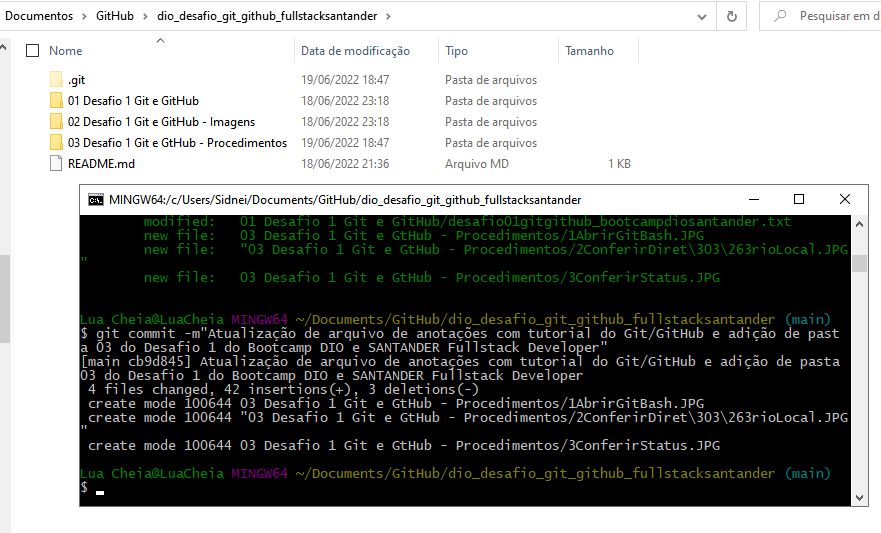 Documentos > GitHub > dio_desafio_git_github_fullstacksantander >
Pesquisar em d
Nome Data de modificação Tipo Tamanho
.git 19/06/2022 18:47 Pasta de arquivos
01 Desafio 1 Git e GitHub 18/06/2022 23:18 Pasta de arquivos
02 Desafio 1 Git e GitHub - Imagens 18/06/2022 23:18 Pasta de arquivos
03 Desafio 1 Git e GtHub - Procedimentos 19/06/2022 18:47 Pasta de arquivos
README.md 18/06/2022 21:36 Arquivo MD 1 KB
MINGW64:/c/Users/Sidnei/Documents/GitHub/dio_desafio_git_github_fullstacksantander
modified: 01 Desafio 1 Git e GitHub/desafio01gitgithub_bootcampdiosantander.txt
new file: 03 Desafio 1 Git e GtHub - Procedimentos/1AbrirGitBash.JPG
new file: "03 Desafio 1 Git e GtHub - Procedimentos/2ConferirDiret\303\263rioLocal.JPG
"
new file: 03 Desafio 1 Git e GtHub - Procedimentos/3ConferirStatus.JPG
Lua Cheia@LuaCheia MINGW64 ~/Documents/GitHub/dio_desafio_git_github_fullstacksantander (main)
$ git commit -m"Atualização de arquivo de anotações com tutorial do Git/GitHub e adição de past
a 03 do Desafio 1 do Bootcamp DIO e SANTANDER Fullstack Developer"
[main cb9d845] Atualização de arquivo de anotações com tutorial do Git/GitHub e adição de pasta
03 do Desafio 1 do Bootcamp DIO e SANTANDER Fullstack Developer
4 files changed, 42 insertions(+), 3 deletions(-)
create mode 100644 03 Desafio 1 Git e GtHub - Procedimentos/1AbrirGitBash.JPG
create mode 100644 "03 Desafio 1 Git e GtHub - Procedimentos/2ConferirDiret\303\263rioLocal.JPG
"
create mode 100644 03 Desafio 1 Git e GtHub - Procedimentos/3ConferirStatus.JPG
Lua Cheia@LuaCheia MINGW64 ~/Documents/GitHub/dio_desafio_git_github_fullstacksantander (main)
$